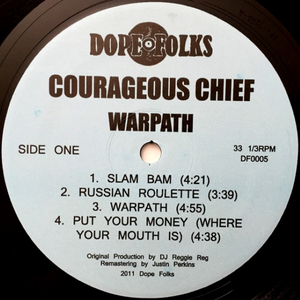 DOPE FOLKS
COURAGEOUS CHIEF
WARPATH
SIDE ONE
33 1/3RPM
DF0005
1. SLAM BAM (4:21)
2. RUSSIAN ROULETTE (3:39)
3. WARPATH (4:55)
4. PUT YOUR MONEY (WHERE
YOUR MOUTH IS) (4:38)
Original Production by DJ Reggie Reg
Remastering by Justin Perkins
2011 Dope Folks